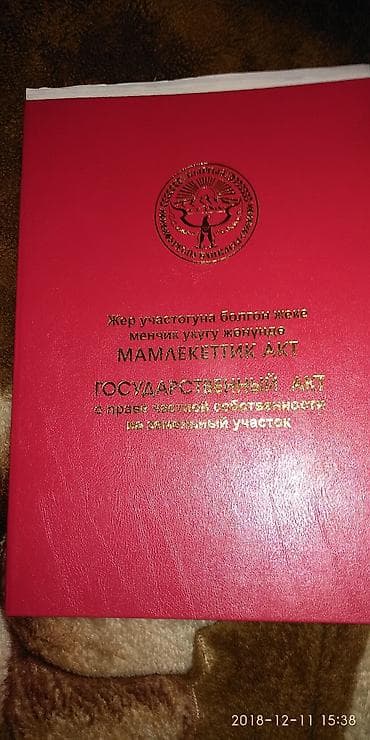 Жер участогуна болгон жеке
менчик укугу жөнүндө
МАМЛЕКЕТТИК АКТ
ГОСУДАРСТВЕННЫЙ АКТ
о праве частной собственности
на земельный участок
2018-12-11 15:38